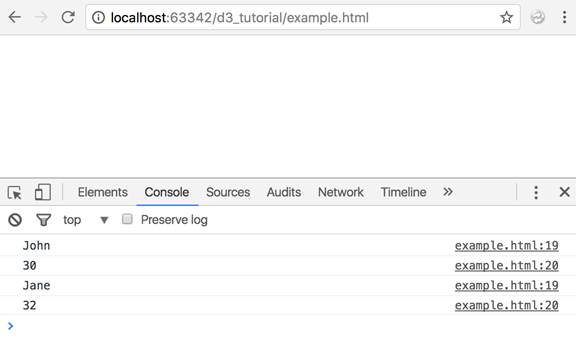 localhost:63342/d3_tutorial/example.html
Elements Console Sources Audits Network Timeline »
top Preserve log
John example.html:19
30 example.html:20
Jane example.html:19
32 example.html:20